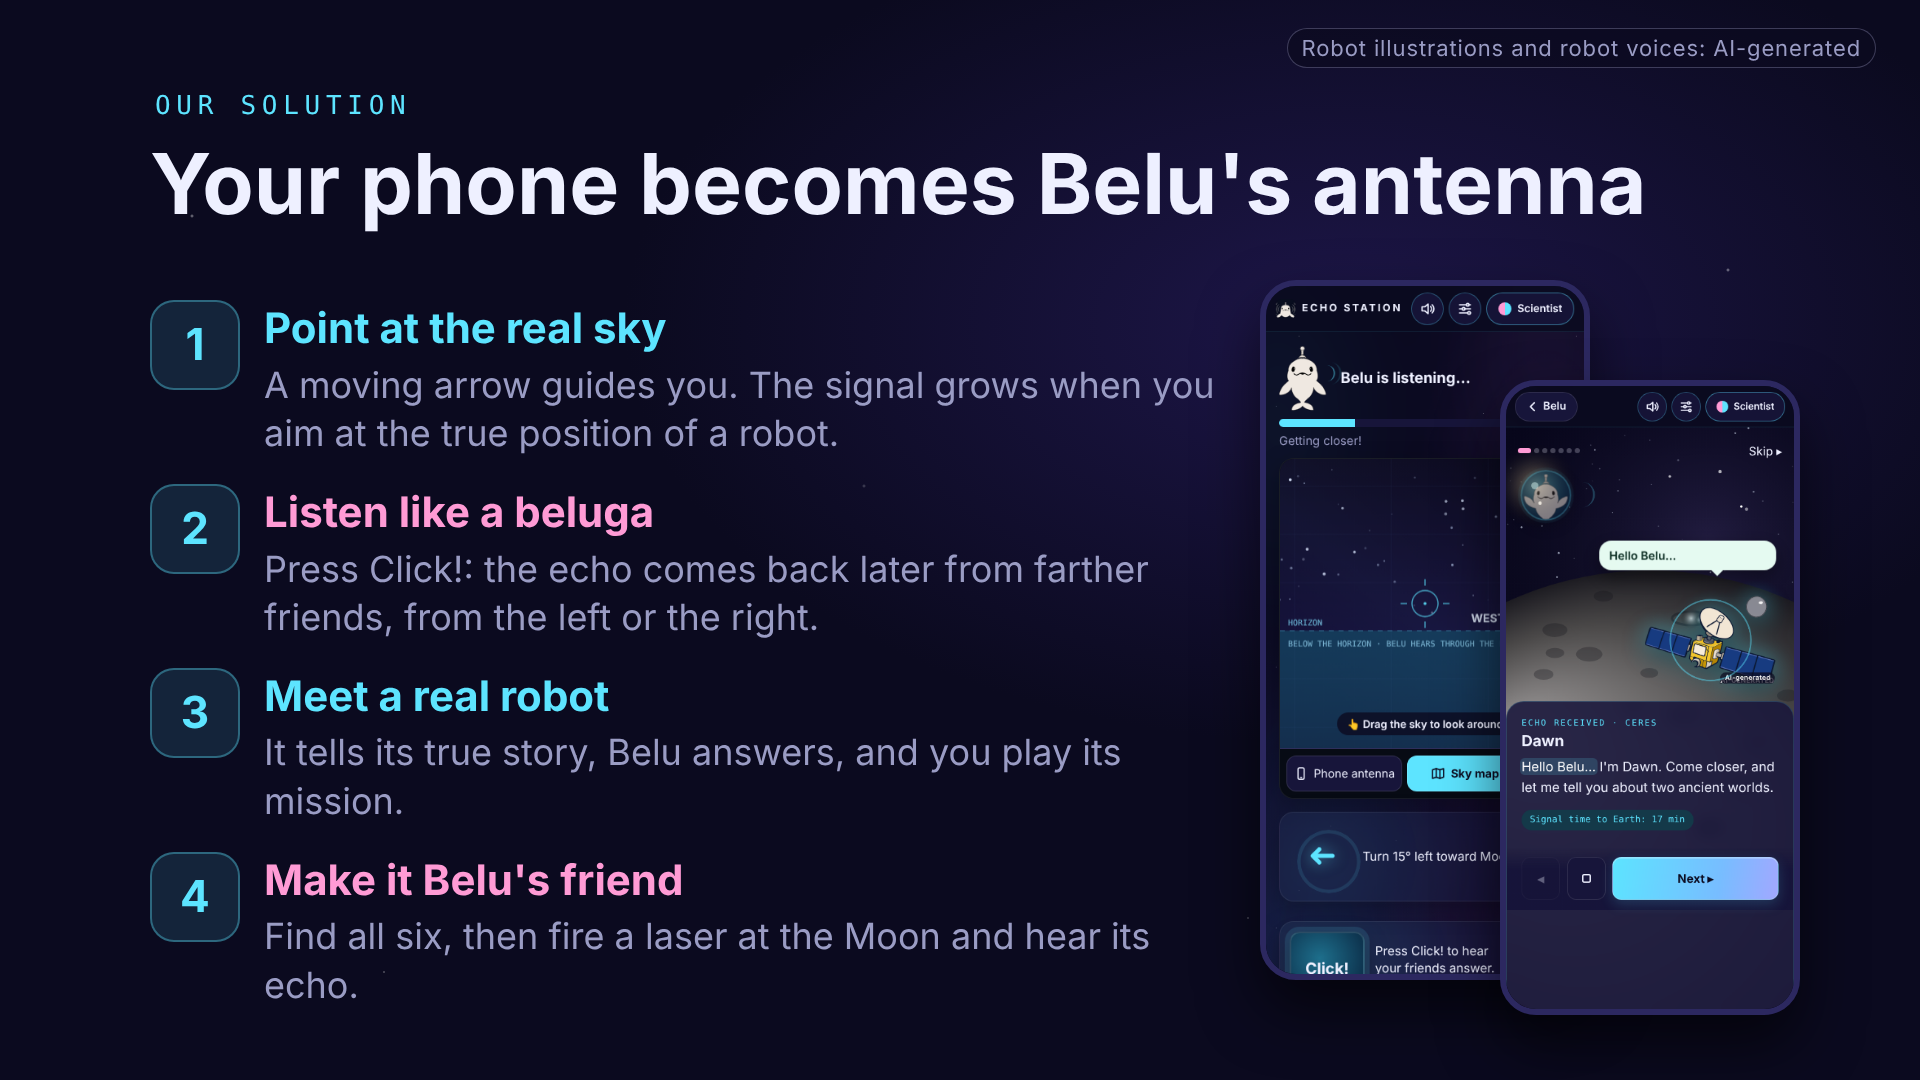 Robot illustrations and robot voices: AI-generated
OUR SOLUTION
Your phone becomes Belu's antenna
1
Point at the real sky
A moving arrow guides you. The signal grows when you
aim at the true position of a robot.
2
Listen like a beluga
Press Click!: the echo comes back later from farther
friends, from the left or the right.
3
Meet a real robot
It tells its true story, Belu answers, and you play its
mission.
4
Make it Belu's friend
Find all six, then fire a laser at the Moon and hear its
echo.
ECHO STATION
Scientist
Belu is listening...
Getting closer!
HORIZON
WEST
BELOW THE HORIZON · BELU HEARS THROUGH THE
Drag the sky to look around
Phone antenna
Sky map
Turn 15° left toward
Click!
Press Click! to hear
your friends answer.
Belu
Scientist
Skip ▸
Hello Belu...
AI-generated
ECHO RECEIVED · CERES
Dawn
Hello Belu... I'm Dawn. Come closer, and
let me tell you about two ancient worlds.
Signal time to Earth: 17 min
Next ▸